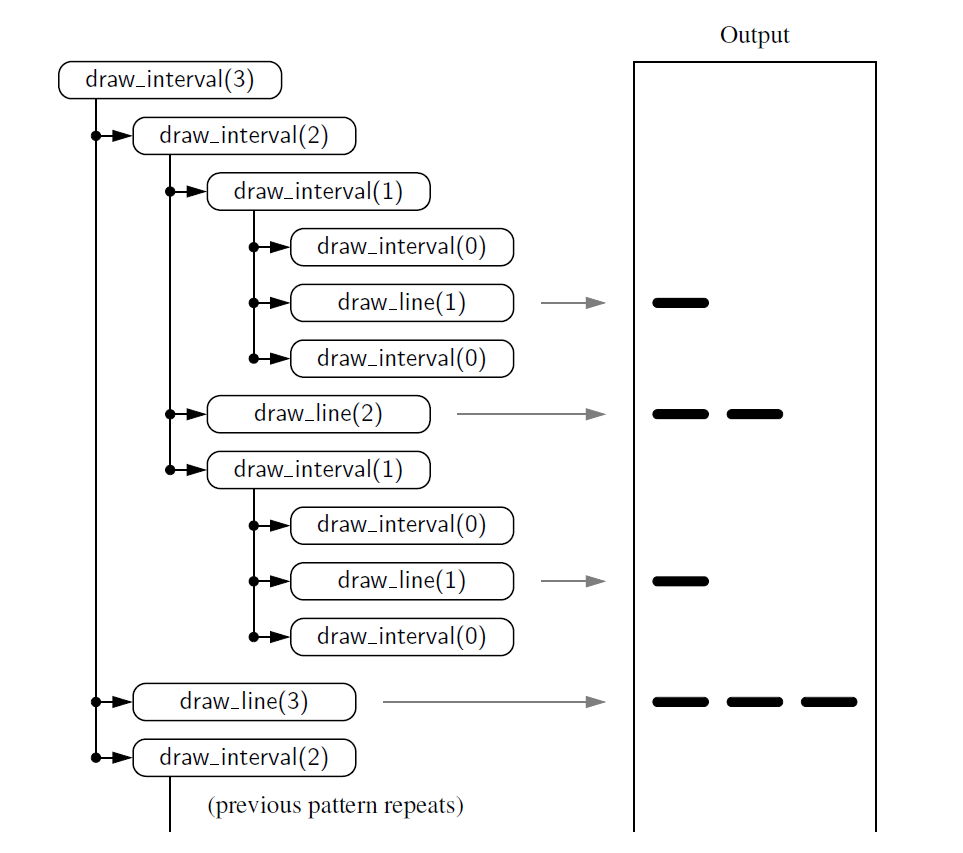 Output
draw_interval(3)
draw_interval(2)
draw_interval(1)
draw_interval(0)
draw_line(1)
draw_interval(0)
draw_line(2)
draw_interval(1)
draw_interval(0)
draw_line(1)
draw_interval(0)
draw_line(3)
draw_interval(2)
(previous pattern repeats)